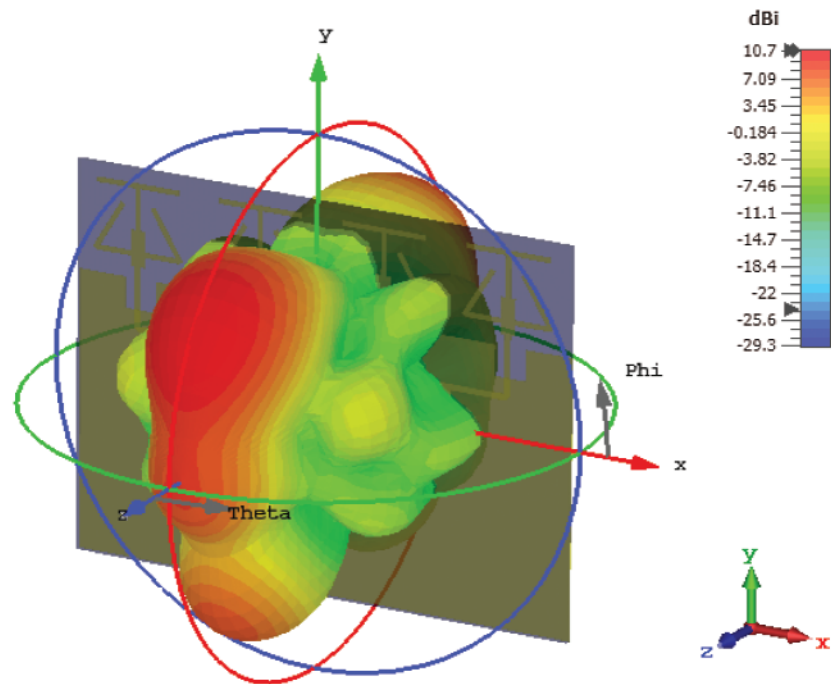 dBi
10.7
7.09
3.45
-0.184
-3.82
-7.46
-11.1
-14.7
-18.4
-22
-25.6
-29.3
y
Phi
x
z
Theta
y
z
x